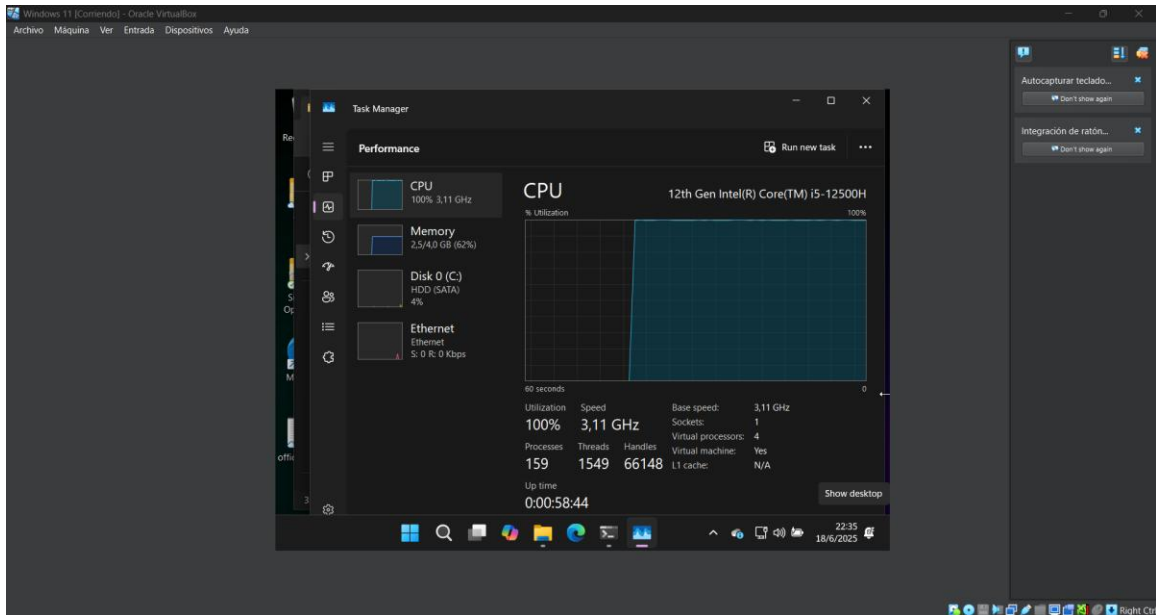 Windows 11 [Corriendo] - Oracle VirtualBox
Archivo Máquina Ver Entrada Dispositivos Ayuda
Autocapturar teclado...
Don't show again
Integración de ratón...
Don't show again
Task Manager
Performance
Run new task
CPU
100% 3,11 GHz
Memory
2,5/4,0 GB (62%)
Disk 0 (C:)
HDD (SATA)
4%
Ethernet
Ethernet
S: 0 R: 0 Kbps
CPU 12th Gen Intel(R) Core(TM) i5-12500H
% Utilization 100%
60 seconds 0
Utilization Speed Base speed: 3,11 GHz
100% 3,11 GHz Sockets: 1
Virtual processors: 4
Processes Threads Handles Virtual machine: Yes
159 1549 66148 L1 cache: N/A
Up time
0:00:58:44
Show desktop
22:35
18/6/2025
Right Ctrl